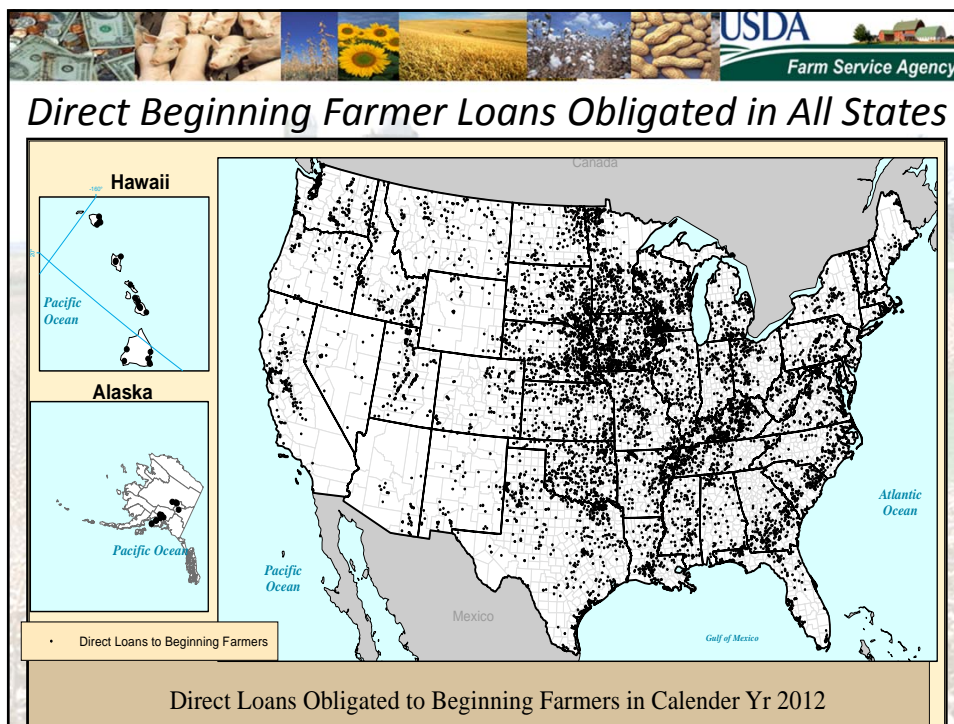 USDA
Farm Service Agency
Direct Beginning Farmer Loans Obligated in All States
Canada
Hawaii
-160°
Pacific
Ocean
Alaska
Pacific Ocean
Atlantic
Ocean
Pacific
Ocean
Mexico
Gulf of Mexico
· Direct Loans to Beginning Farmers
Direct Loans Obligated to Beginning Farmers in Calender Yr 2012